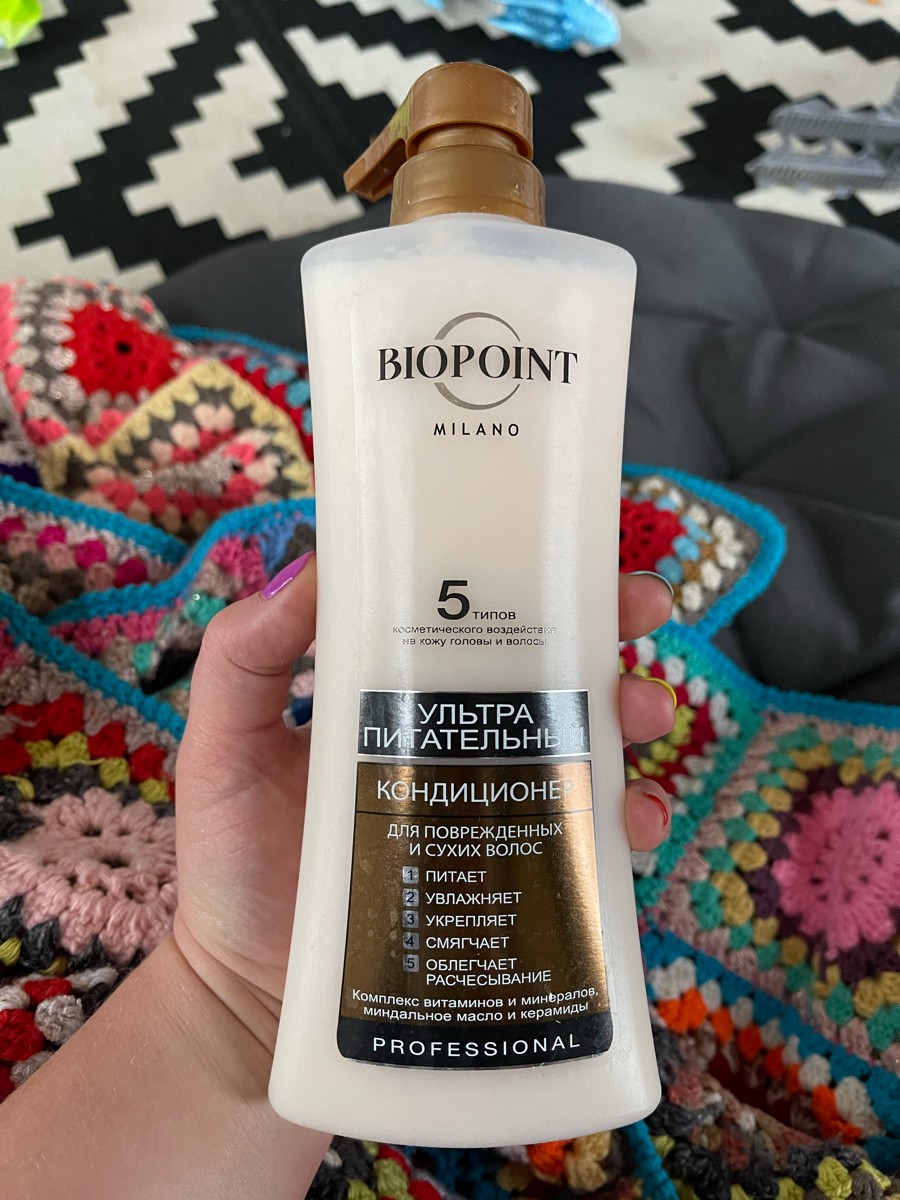 BIOPOINT
MILANO
5 ТИПОВ
КОСМЕТИЧЕСКОГО ВОЗДЕЙСТВИЯ
НА КОЖУ ГОЛОВЫ И ВОЛОСЫ
УЛЬТРА
ПИТАТЕЛЬНЫЙ
КОНДИЦИОНЕР
ДЛЯ ПОВРЕЖДЕННЫХ
И СУХИХ ВОЛОС
1 ПИТАЕТ
2 УВЛАЖНЯЕТ
3 УКРЕПЛЯЕТ
4 СМЯГЧАЕТ
5 ОБЛЕГЧАЕТ
РАСЧЕСЫВАНИЕ
Комплекс витаминов и минералов,
миндальное масло и керамиды
PROFESSIONAL